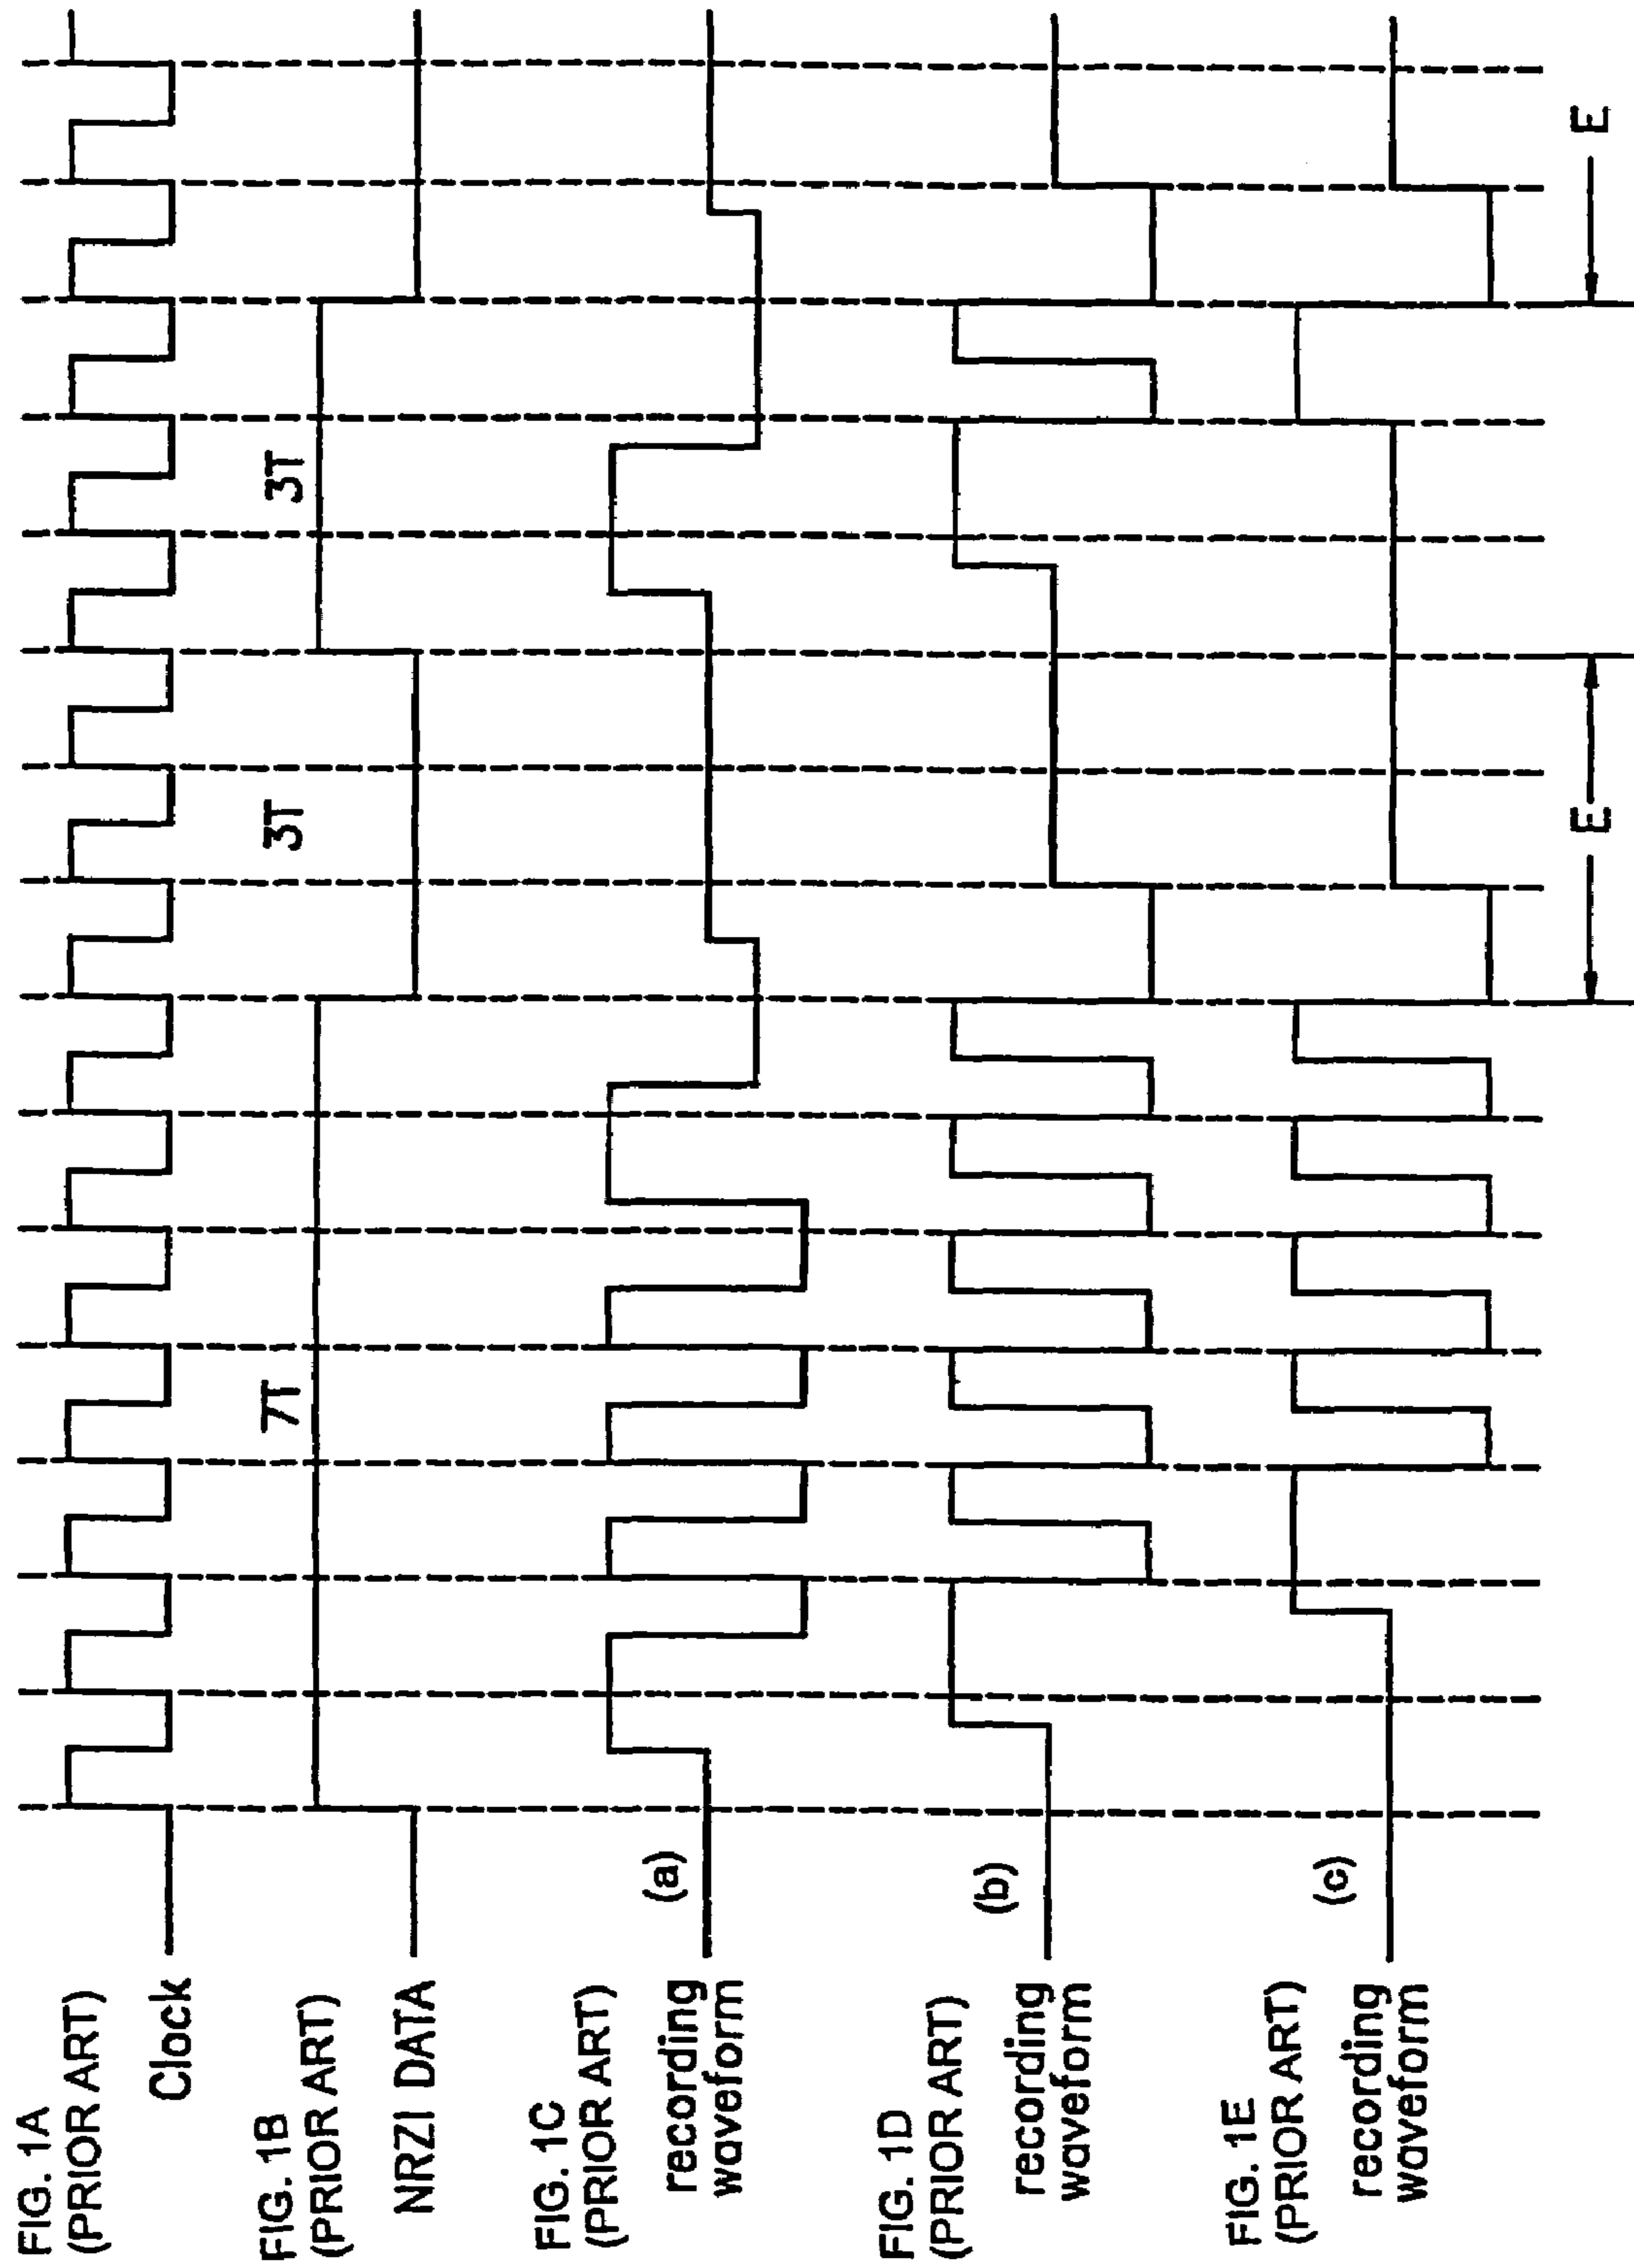 FIG. 1A
(PRIOR ART)
Clock
FIG. 1B
(PRIOR ART)
NRZI DATA
7T
3T
3T
FIG. 1C
(PRIOR ART)
recording
waveform
(a)
FIG. 1D
(PRIOR ART)
recording
waveform
(b)
FIG. 1E
(PRIOR ART)
recording
waveform
(c)
E
E